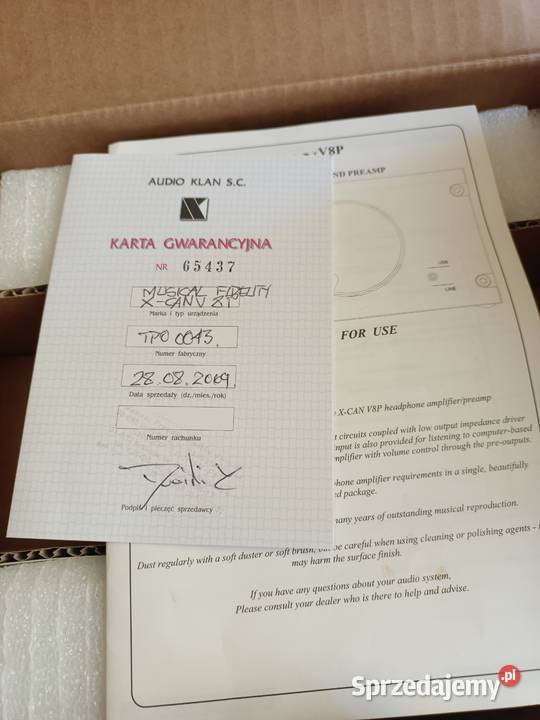 AUDIO KLAN S.C.
KARTA GWARANCYJNA
NR 65437
MUSICAL FIDELITY
X-CAN V
Marka i typ urządzenia
TPO 0043
Numer fabryczny
28.08.2009.
Data sprzedaży (dz./mies./rok)
Numer rachunku
Podpis i pieczęć sprzedawcy
V8P
ND PREAMP
USB
LINE
FOR USE
X-CAN V8P headphone amplifier/preamp
circuits coupled with low output impedance driver
input is also provided for listening to computer-based
amplifier with volume control through the pre-outputs.
phone amplifier requirements in a single, beautifully
package.
many years of outstanding musical reproduction.
Dust regularly with a soft duster or soft brush, but be careful when using cleaning or polishing agents -
may harm the surface finish.
If you have any questions about your audio system,
Please consult your dealer who is there to help and advise.
Sprzedajemy.pl